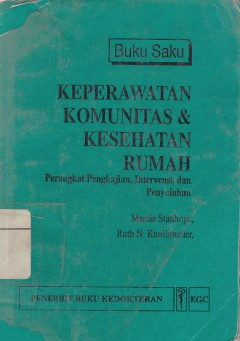 Buku Saku
KEPERAWATAN
KOMUNITAS &
KESEHATAN
RUMAH
Perangkat Pengkajian, Intervensi, dan
Penyuluhan
Marcia Stanhope,
Ruth N. Knollmueller,
PENERBIT BUKU KEDOKTERAN
EGC